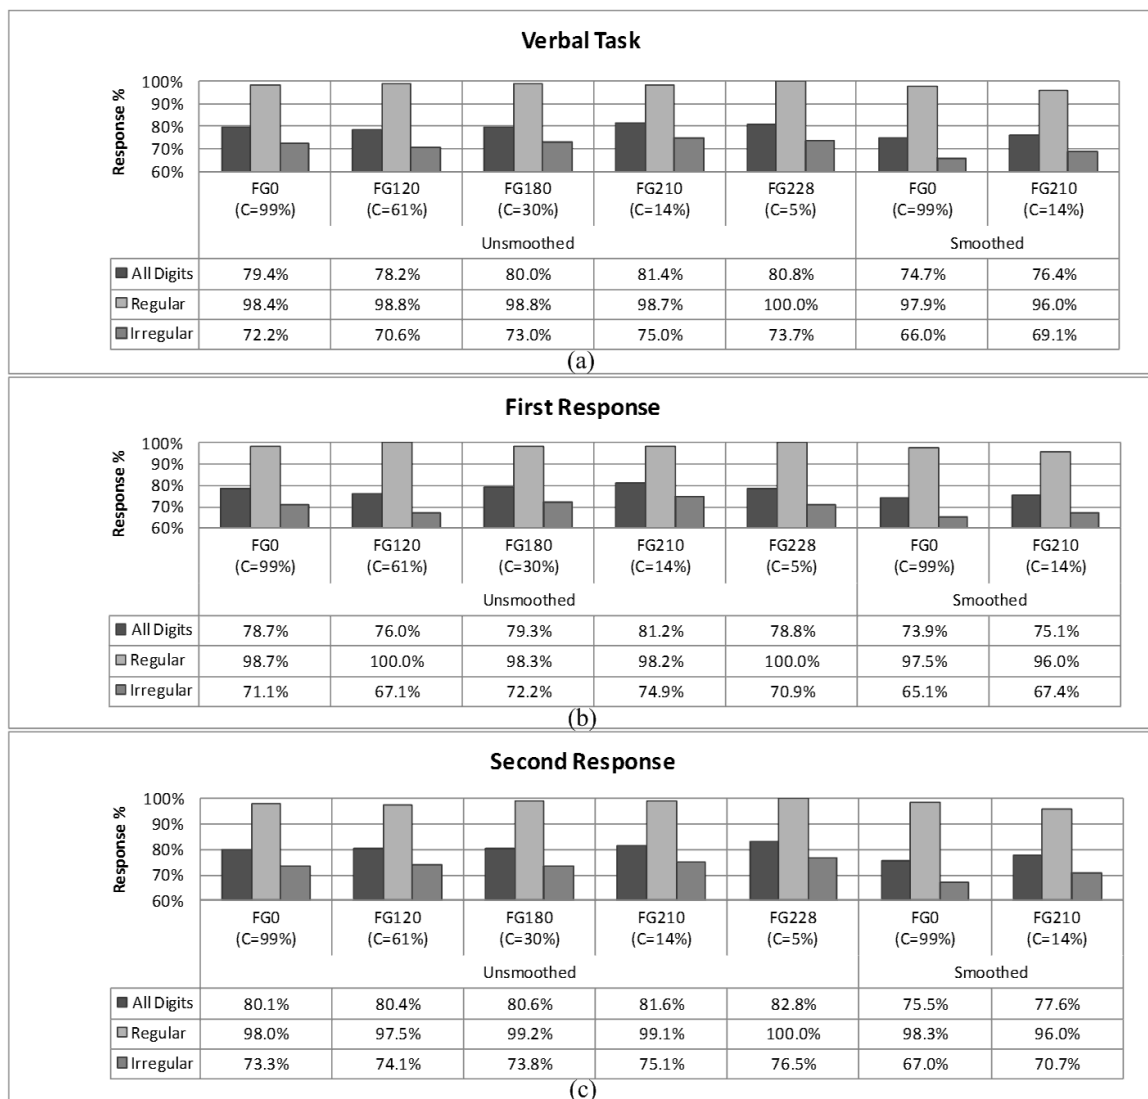 Verbal Task
Response %
100%
90%
80%
70%
60%
FG0 FG120 FG180 FG210 FG228 FG0 FG210
(C=99%) (C=61%) (C=30%) (C=14%) (C=5%) (C=99%) (C=14%)
Unsmoothed Smoothed
All Digits 79.4% 78.2% 80.0% 81.4% 80.8% 74.7% 76.4%
Regular 98.4% 98.8% 98.8% 98.7% 100.0% 97.9% 96.0%
Irregular 72.2% 70.6% 73.0% 75.0% 73.7% 66.0% 69.1%
(a)
First Response
Response %
100%
90%
80%
70%
60%
FG0 FG120 FG180 FG210 FG228 FG0 FG210
(C=99%) (C=61%) (C=30%) (C=14%) (C=5%) (C=99%) (C=14%)
Unsmoothed Smoothed
All Digits 78.7% 76.0% 79.3% 81.2% 78.8% 73.9% 75.1%
Regular 98.7% 100.0% 98.3% 98.2% 100.0% 97.5% 96.0%
Irregular 71.1% 67.1% 72.2% 74.9% 70.9% 65.1% 67.4%
(b)
Second Response
Response %
100%
90%
80%
70%
60%
FG0 FG120 FG180 FG210 FG228 FG0 FG210
(C=99%) (C=61%) (C=30%) (C=14%) (C=5%) (C=99%) (C=14%)
Unsmoothed Smoothed
All Digits 80.1% 80.4% 80.6% 81.6% 82.8% 75.5% 77.6%
Regular 98.0% 97.5% 99.2% 99.1% 100.0% 98.3% 96.0%
Irregular 73.3% 74.1% 73.8% 75.1% 76.5% 67.0% 70.7%
(c)